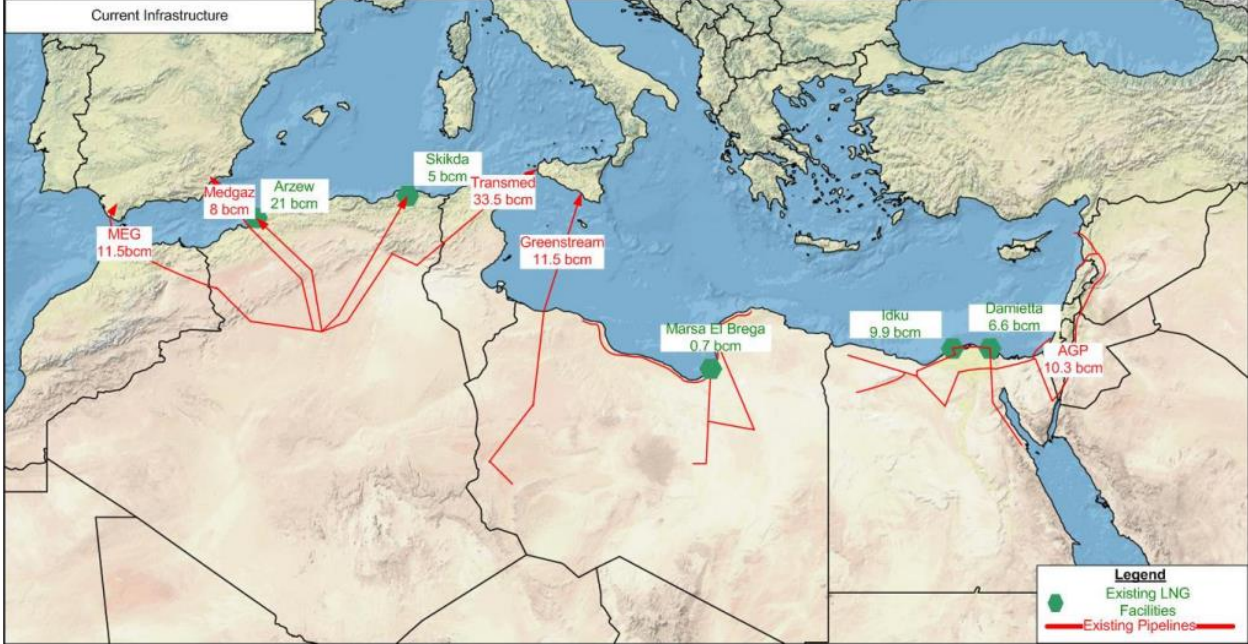 Current Infrastructure
Skikda
5 bcm
Medgaz
8 bcm
Arzew
21 bcm
Transmed
33.5 bcm
MEG
11.5bcm
Greenstream
11.5 bcm
Marsa El Brega
0.7 bcm
Idku
9.9 bcm
Damietta
6.6 bcm
AGP
10.3 bcm
Legend
Existing LNG
Facilities
Existing Pipelines